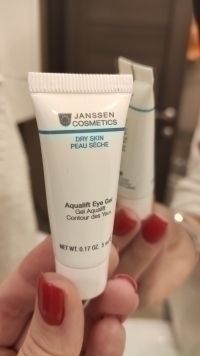 JANSSEN
COSMETICS
DRY SKIN
PEAU SÈCHE
Aqualift Eye Gel
Gel Aqualift
Contour des Yeux
NET WT. 0.17 OZ. 5